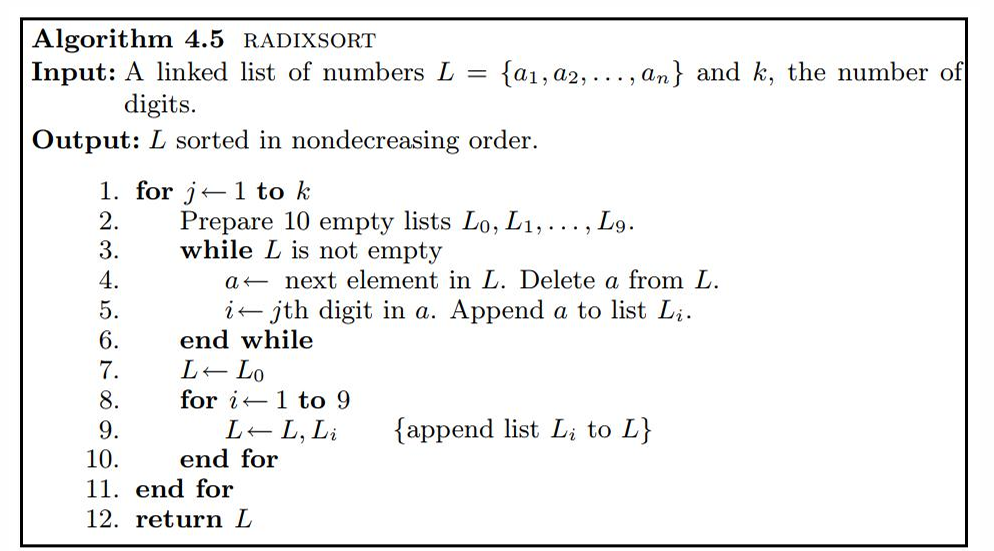 Algorithm 4.5 RADIXSORT
Input: A linked list of numbers L = {a₁, a₂, . . . , aₙ} and k, the number of
digits.
Output: L sorted in nondecreasing order.
1. for j ← 1 to k
2. Prepare 10 empty lists L₀, L₁, . . . , L₉.
3. while L is not empty
4. a ← next element in L. Delete a from L.
5. i ← jth digit in a. Append a to list Lᵢ.
6. end while
7. L ← L₀
8. for i ← 1 to 9
9. L ← L, Lᵢ {append list Lᵢ to L}
10. end for
11. end for
12. return L